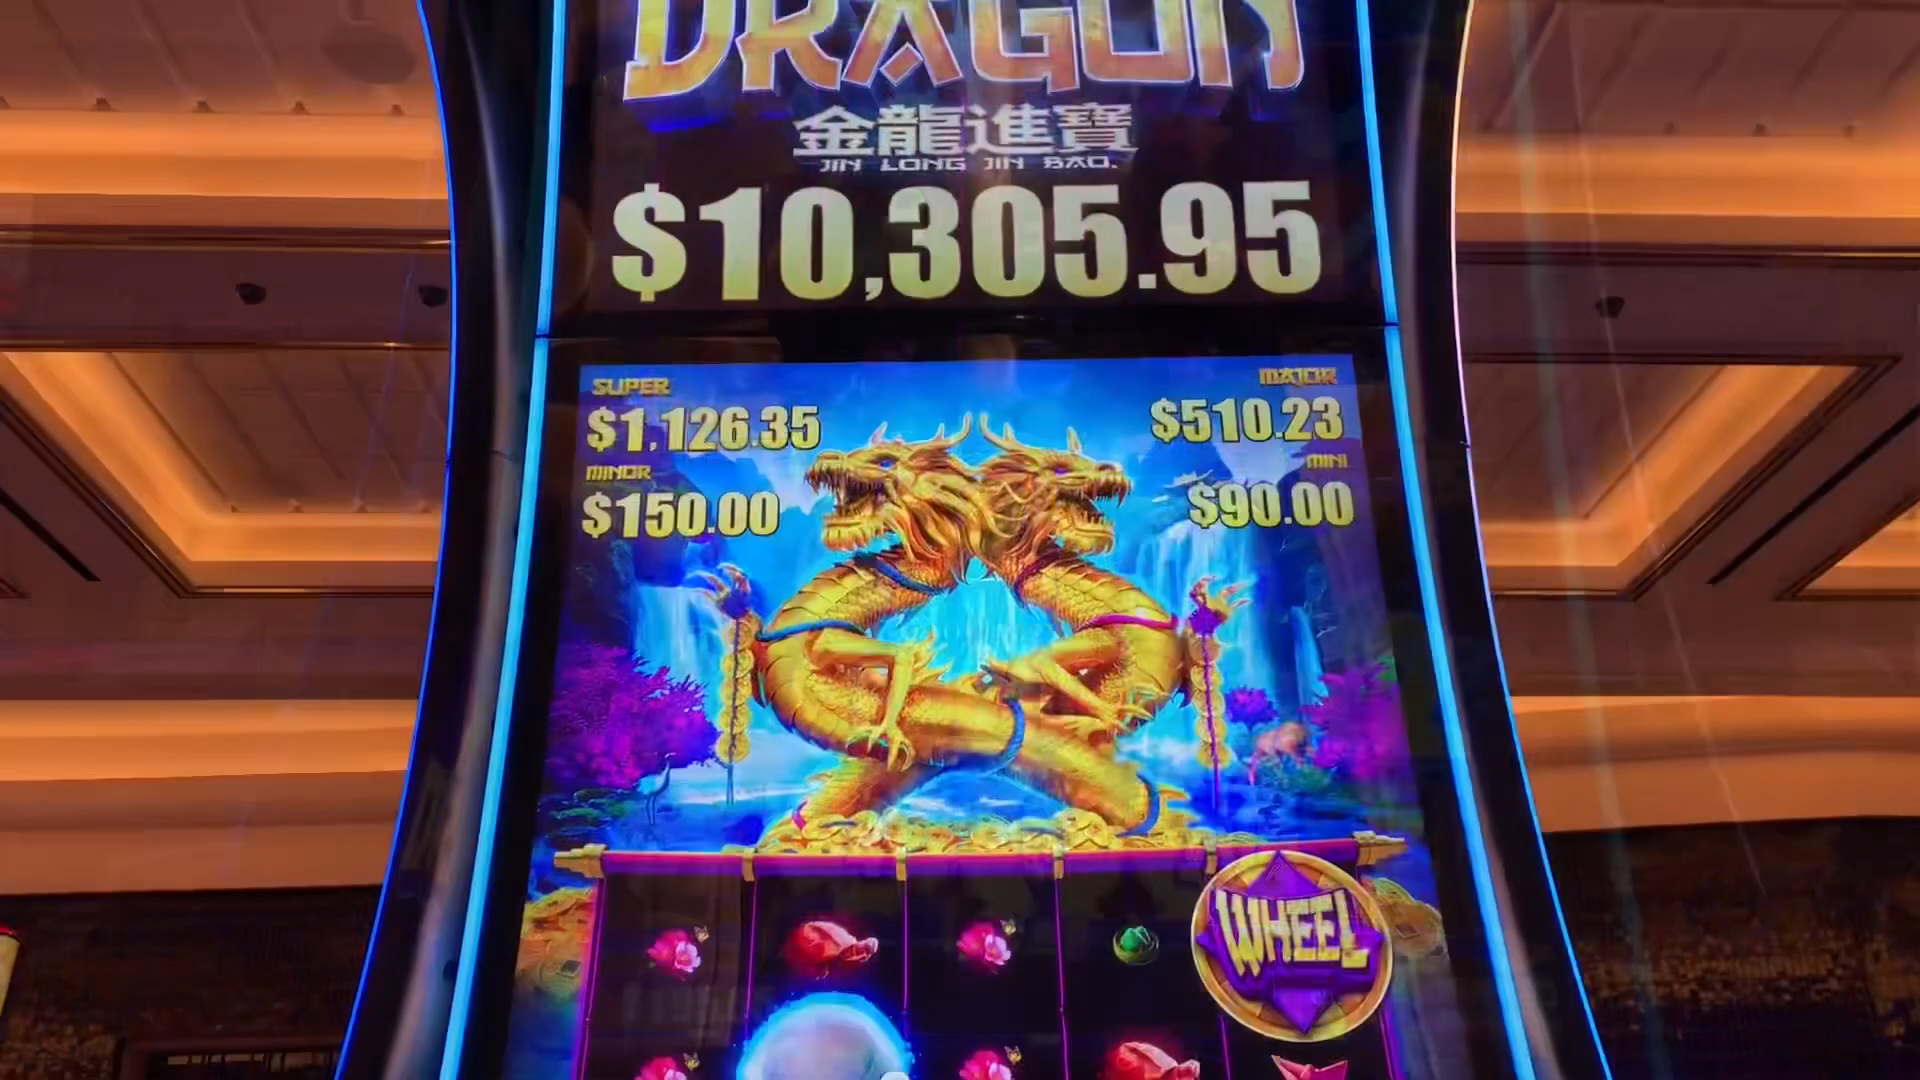 DRAGON
金龍進寶
JIN LONG JIN BAO.
$10,305.95
SUPER
$1,126.35
MAJOR
$510.23
MINOR
$150.00
MINI
$90.00
WHEEL